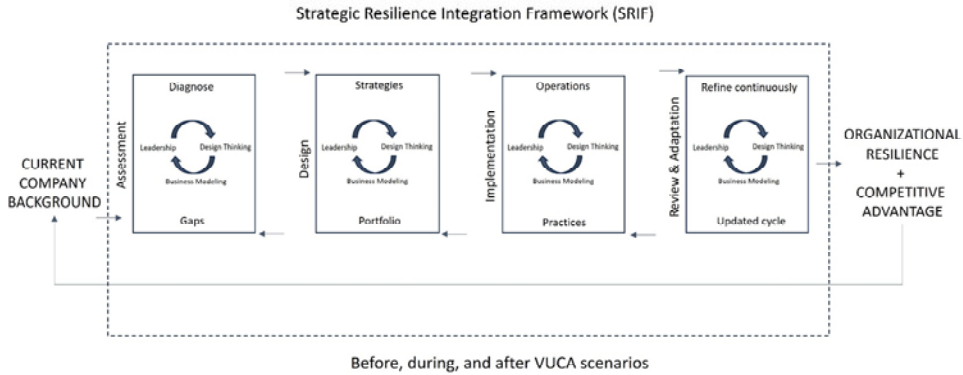 Strategic Resilience Integration Framework (SRIF)
CURRENT
COMPANY
BACKGROUND
Assessment
Diagnose
Leadership
Design Thinking
Business Modeling
Gaps
Design
Strategies
Leadership
Design Thinking
Business Modeling
Portfolio
Implementation
Operations
Leadership
Design Thinking
Business Modeling
Practices
Review & Adaptation
Refine continuously
Leadership
Design Thinking
Business Modeling
Updated cycle
ORGANIZATIONAL
RESILIENCE
+
COMPETITIVE
ADVANTAGE
Before, during, and after VUCA scenarios